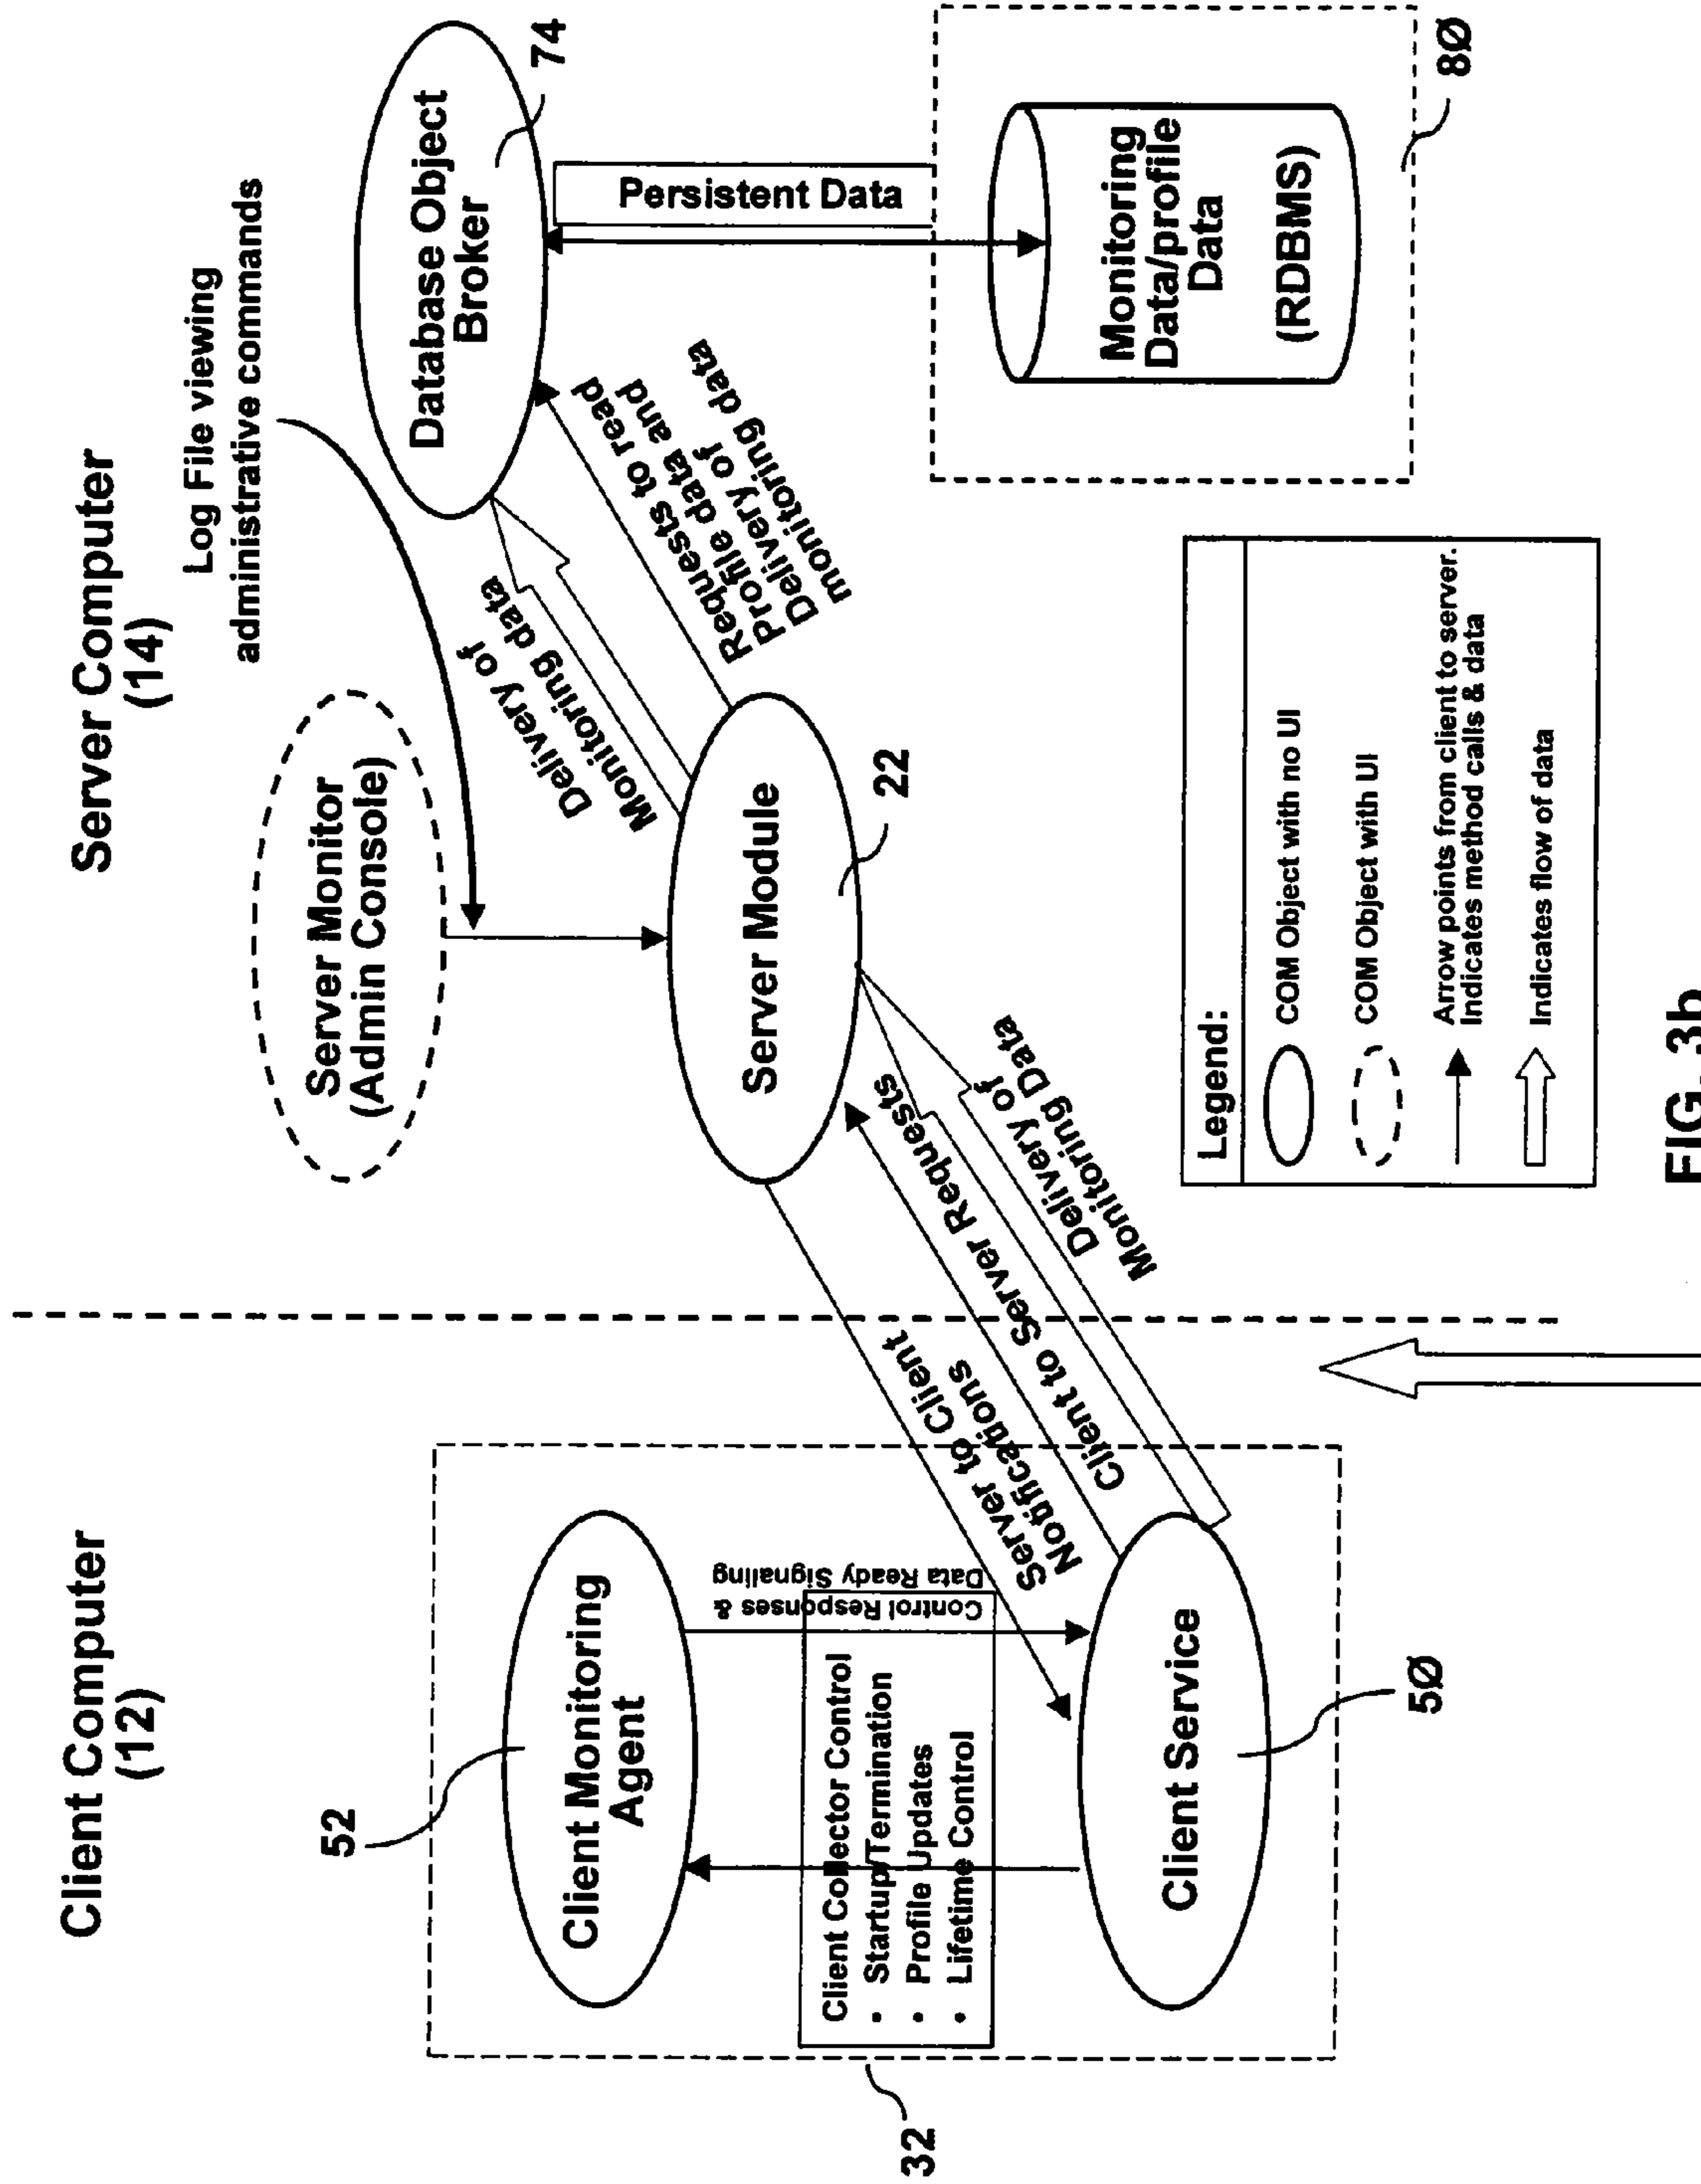 Client Computer
(12)
Server Computer
(14)
52
Client Monitoring
Agent
Client Collector Control
• Startup/Termination
• Profile Updates
• Lifetime Control
Control Responses &
Data Ready Signaling
Client Service
5Ø
32
Server to Client
Notifications
Client to Server Requests
Delivery of
Monitoring Data
Server Monitor
(Admin Console)
Log File viewing
administrative commands
Server Module
22
Delivery of
Monitoring data
Requests to read
Profile data and
Delivery of
monitoring data
Database Object
Broker
74
Persistent Data
Monitoring
Data/profile
Data
(RDBMS)
8Ø
Legend:
COM Object with no UI
COM Object with UI
Arrow points from client to server.
Indicates method calls & data
Indicates flow of data
FIG. 3b